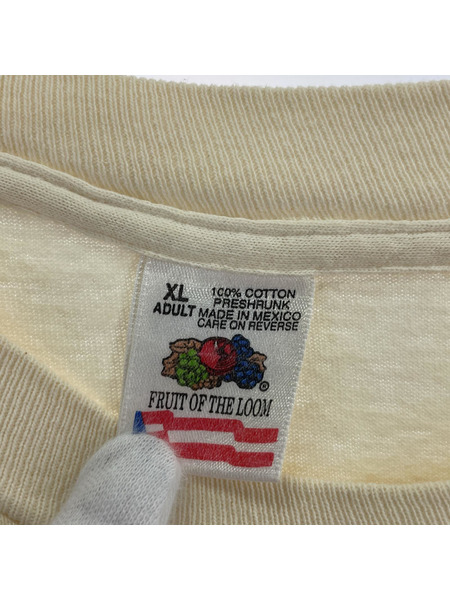 XL
ADULT
100% COTTON
PRESHRUNK
MADE IN MEXICO
CARE ON REVERSE
®
FRUIT OF THE LOOM